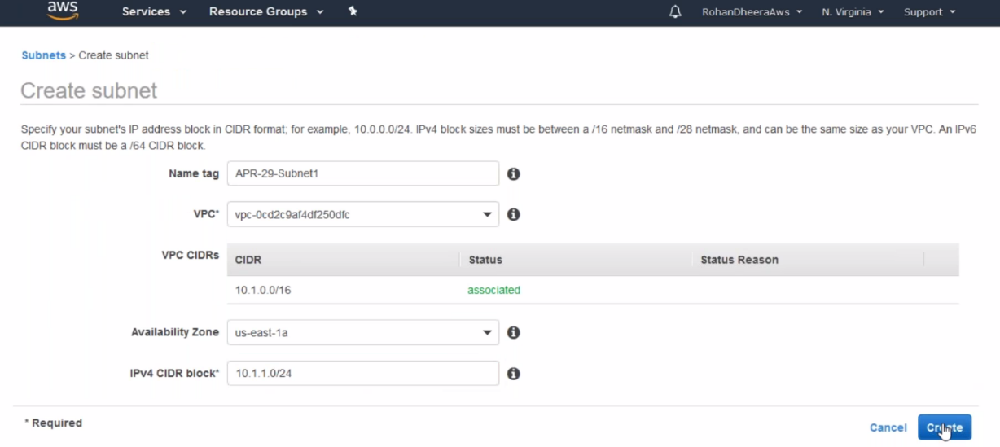 aws Services Resource Groups RohanDheeraAws N. Virginia Support
Subnets > Create subnet
Create subnet
Specify your subnet's IP address block in CIDR format; for example, 10.0.0.0/24. IPv4 block sizes must be between a /16 netmask and /28 netmask, and can be the same size as your VPC. An IPv6
CIDR block must be a /64 CIDR block.
Name tag APR-29-Subnet1
VPC* vpc-0cd2c9af4df250dfc
VPC CIDRs CIDR Status Status Reason
10.1.0.0/16 associated
Availability Zone us-east-1a
IPv4 CIDR block* 10.1.1.0/24
* Required
Cancel Create